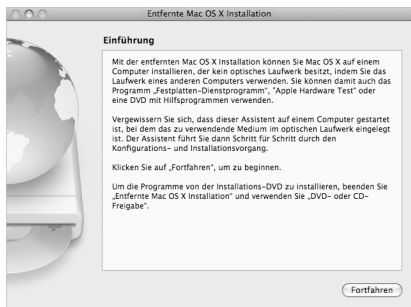 Entfernte Mac OS X Installation
Einführung
Mit der entfernten Mac OS X Installation können Sie Mac OS X auf einem
Computer installieren, der kein optisches Laufwerk besitzt, indem Sie das
Laufwerk eines anderen Computers verwenden. Sie können damit auch das
Programm „Festplatten-Dienstprogramm", "Apple Hardware Test" oder
eine DVD mit Hilfsprogrammen verwenden.
Vergewissern Sie sich, dass dieser Assistent auf einem Computer gestartet
ist, bei dem das zu verwendende Medium im optischen Laufwerk eingelegt
ist. Der Assistent führt Sie dann Schritt für Schritt durch den
Konfigurations- und Installationsvorgang.
Klicken Sie auf „Fortfahren", um zu beginnen.
Um die Programme von der Installations-DVD zu installieren, beenden Sie
„Entfernte Mac OS X Installation" und verwenden Sie „DVD- oder CD-
Freigabe".
Fortfahren